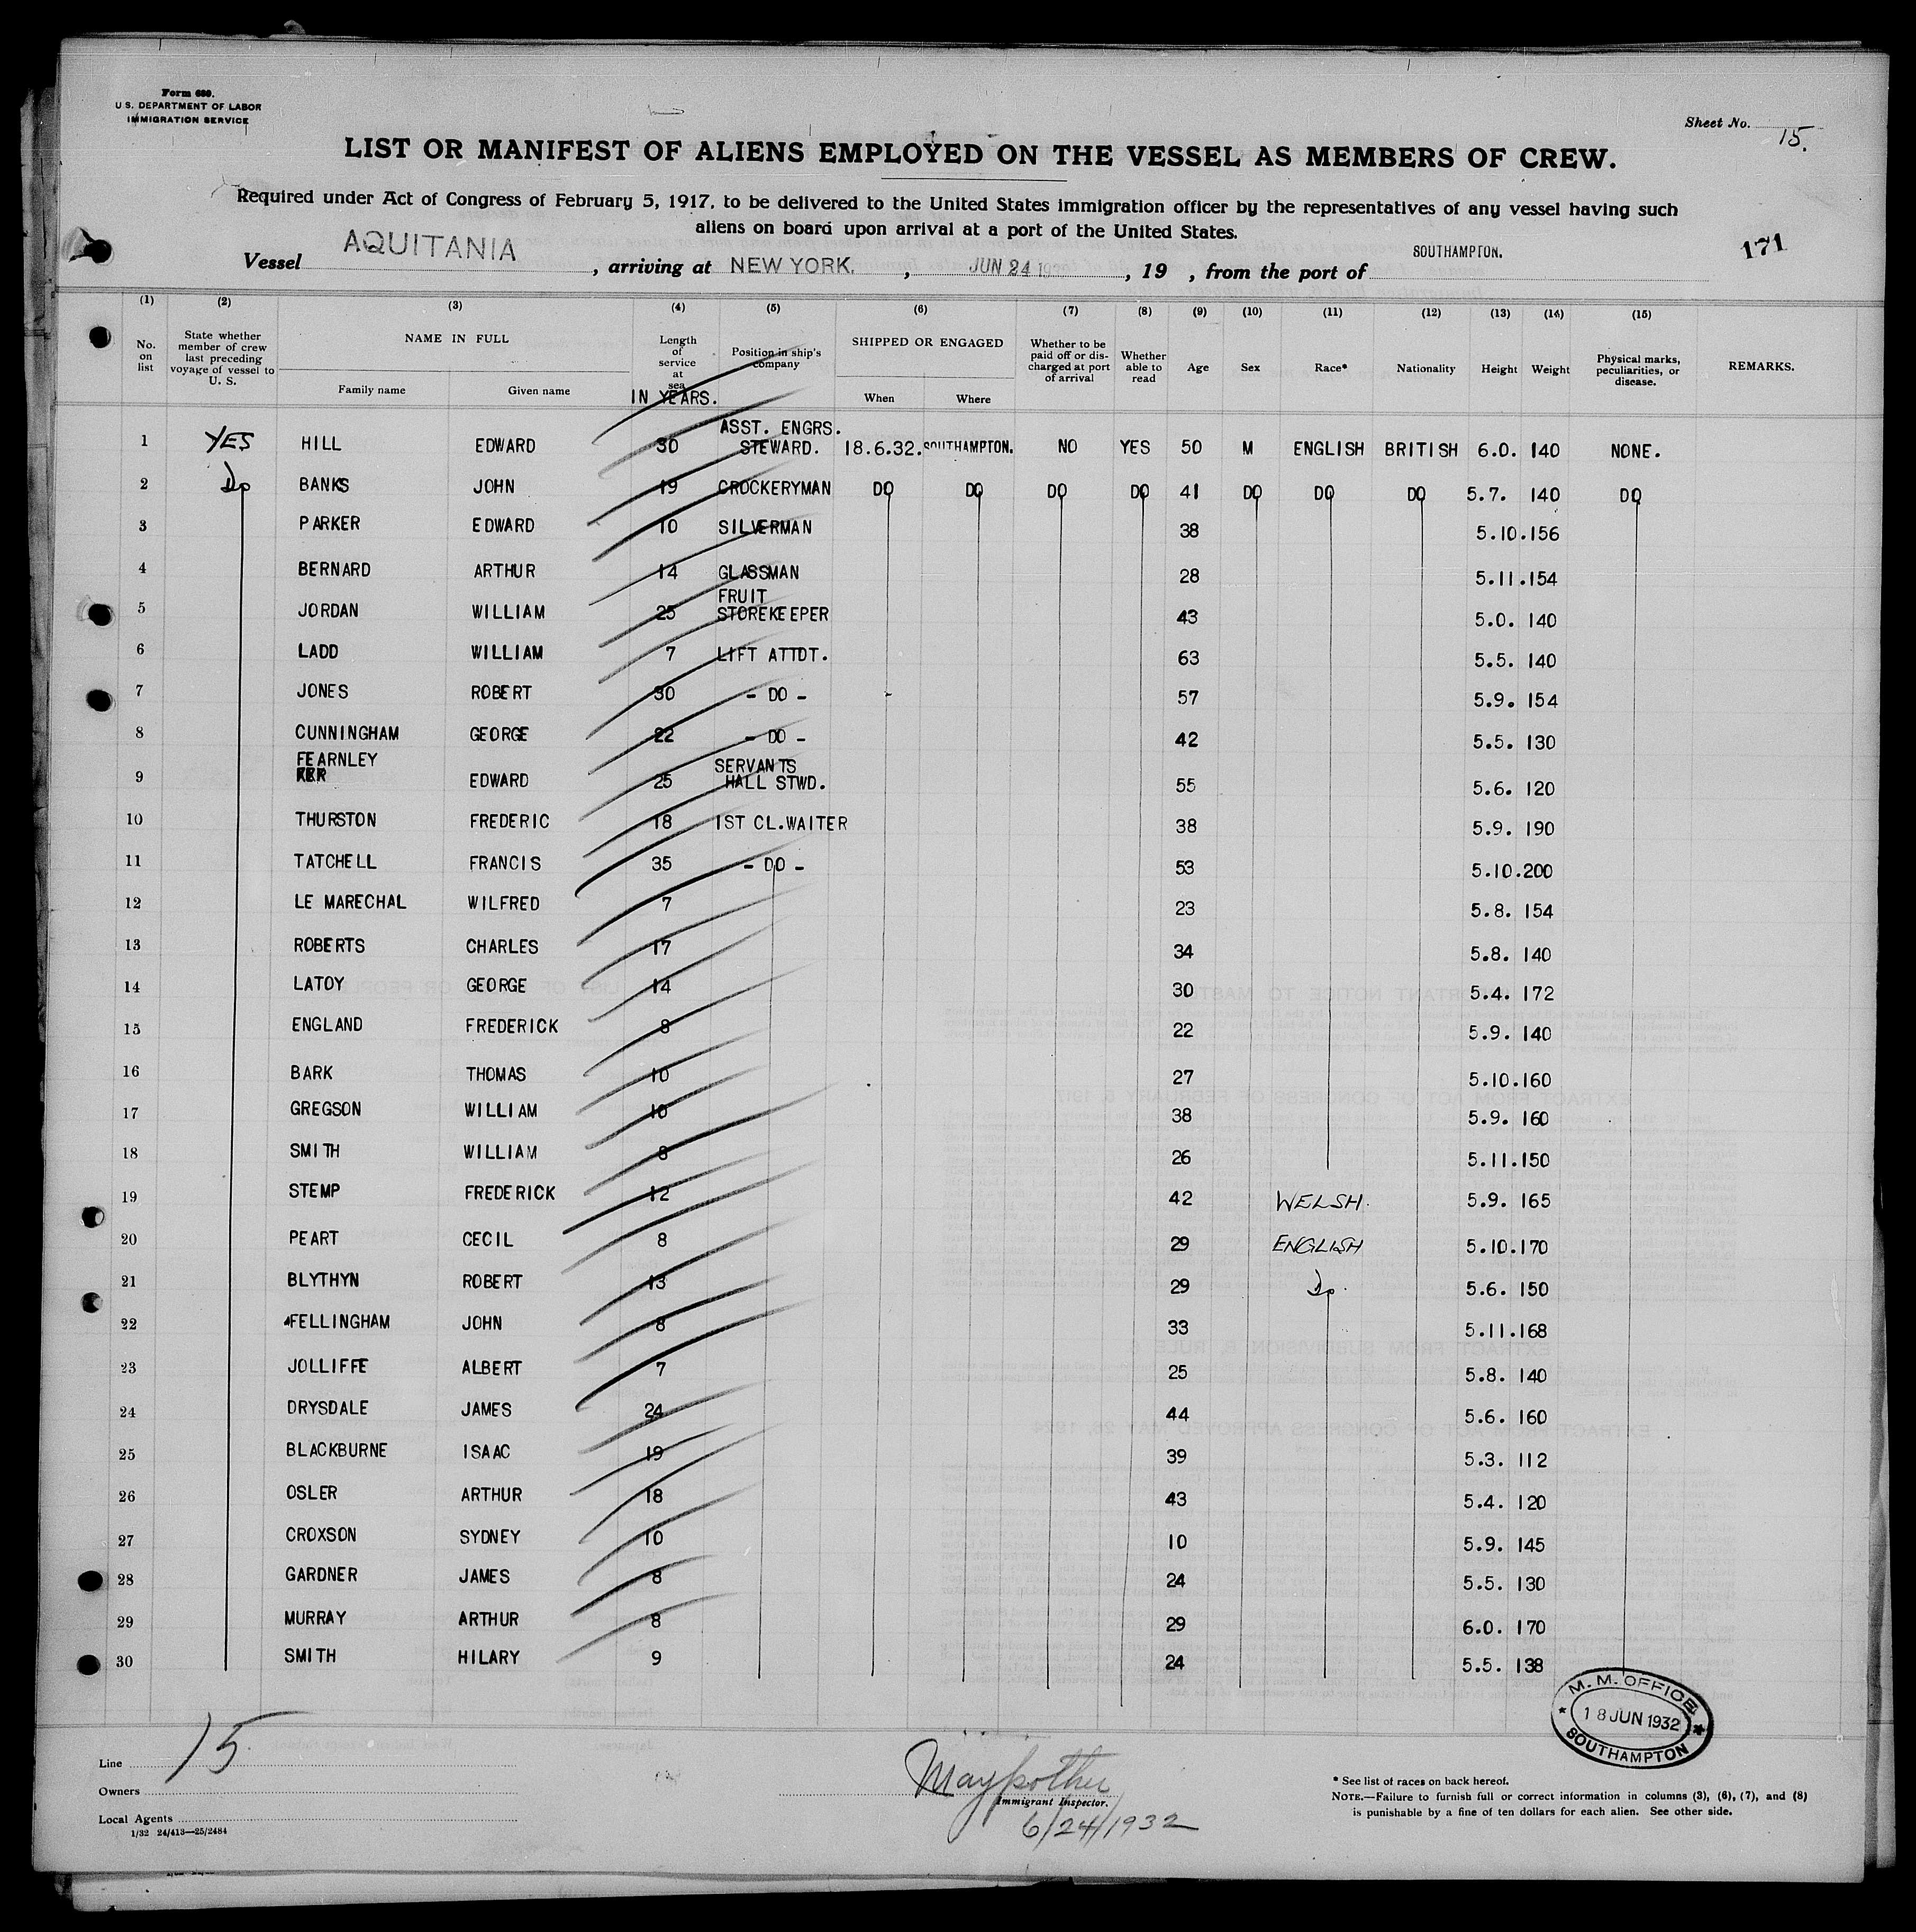 Form 680.
U.S. DEPARTMENT OF LABOR
IMMIGRATION SERVICE
Sheet No. 15.
LIST OR MANIFEST OF ALIENS EMPLOYED ON THE VESSEL AS MEMBERS OF CREW.
Required under Act of Congress of February 5, 1917, to be delivered to the United States immigration officer by the representatives of any vessel having such
aliens on board upon arrival at a port of the United States.
171
Vessel AQUITANIA, arriving at NEW YORK., JUN 24 19, 19 , from the port of SOUTHAMPTON.
(1) (2) (3) (4) (5) (6) (7) (8) (9) (10) (11) (12) (13) (14) (15)
No. on list State whether member of crew last preceding voyage of vessel to U. S. NAME IN FULL Family name Given name Length of service at sea IN YEARS. Position in ship's company SHIPPED OR ENGAGED When Where Whether to be paid off or discharged at port of arrival Whether able to read Age Sex Race* Nationality Height Weight Physical marks, peculiarities, or disease. REMARKS.
1 YES HILL EDWARD 30 ASST. ENGRS. STEWARD. 18.6.32. SOUTHAMPTON. NO YES 50 M ENGLISH BRITISH 6.0. 140 NONE.
2 Do BANKS JOHN 19 CROCKERYMAN DO DO DO DO 41 DO DO DO 5.7. 140 DO
3 PARKER EDWARD 10 SILVERMAN 38 5.10. 156
4 BERNARD ARTHUR 14 GLASSMAN 28 5.11. 154
5 JORDAN WILLIAM 25 FRUIT STOREKEEPER 43 5.0. 140
6 LADD WILLIAM 7 LIFT ATTDT. 63 5.5. 140
7 JONES ROBERT 30 - DO - 57 5.9. 154
8 CUNNINGHAM GEORGE 22 - DO - 42 5.5. 130
9 FEARNLEY EDWARD 25 SERVANTS HALL STWD. 55 5.6. 120
10 THURSTON FREDERIC 18 1ST CL.WAITER 38 5.9. 190
11 TATCHELL FRANCIS 35 - DO - 53 5.10. 200
12 LE MARECHAL WILFRED 7 23 5.8. 154
13 ROBERTS CHARLES 17 34 5.8. 140
14 LATOY GEORGE 14 30 5.4. 172
15 ENGLAND FREDERICK 8 22 5.9. 140
16 BARK THOMAS 10 27 5.10. 160
17 GREGSON WILLIAM 10 38 5.9. 160
18 SMITH WILLIAM 8 26 5.11. 150
19 STEMP FREDERICK 12 42 WELSH. 5.9. 165
20 PEART CECIL 8 29 ENGLISH 5.10. 170
21 BLYTHYN ROBERT 13 29 Do. 5.6. 150
22 FELLINGHAM JOHN 8 33 5.11. 168
23 JOLLIFFE ALBERT 7 25 5.8. 140
24 DRYSDALE JAMES 24 44 5.6. 160
25 BLACKBURNE ISAAC 19 39 5.3. 112
26 OSLER ARTHUR 18 43 5.4. 120
27 CROXSON SYDNEY 10 10 5.9. 145
28 GARDNER JAMES 8 24 5.5. 130
29 MURRAY ARTHUR 8 29 6.0. 170
30 SMITH HILARY 9 24 5.5. 138
M. M. OFFICE
18 JUN 1932
SOUTHAMPTON
15
Line
Owners
Local Agents
1/32 24/413—25/2484
Maypother
Immigrant Inspector.
6/24/1932
* See list of races on back hereof.
NOTE.—Failure to furnish full or correct information in columns (3), (6), (7), and (8)
is punishable by a fine of ten dollars for each alien. See other side.